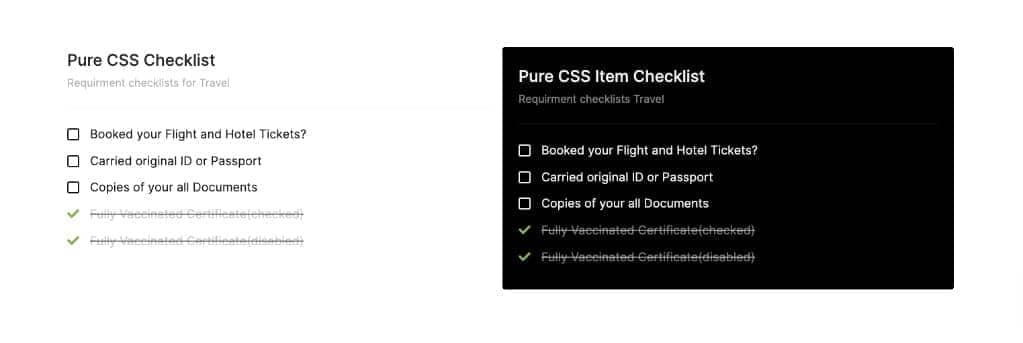 Pure CSS Checklist
Requirment checklists for Travel
Booked your Flight and Hotel Tickets?
Carried original ID or Passport
Copies of your all Documents
Fully Vaccinated Certificate(checked)
Fully Vaccinated Certificate(disabled)
Pure CSS Item Checklist
Requirment checklists Travel
Booked your Flight and Hotel Tickets?
Carried original ID or Passport
Copies of your all Documents
Fully Vaccinated Certificate(checked)
Fully Vaccinated Certificate(disabled)